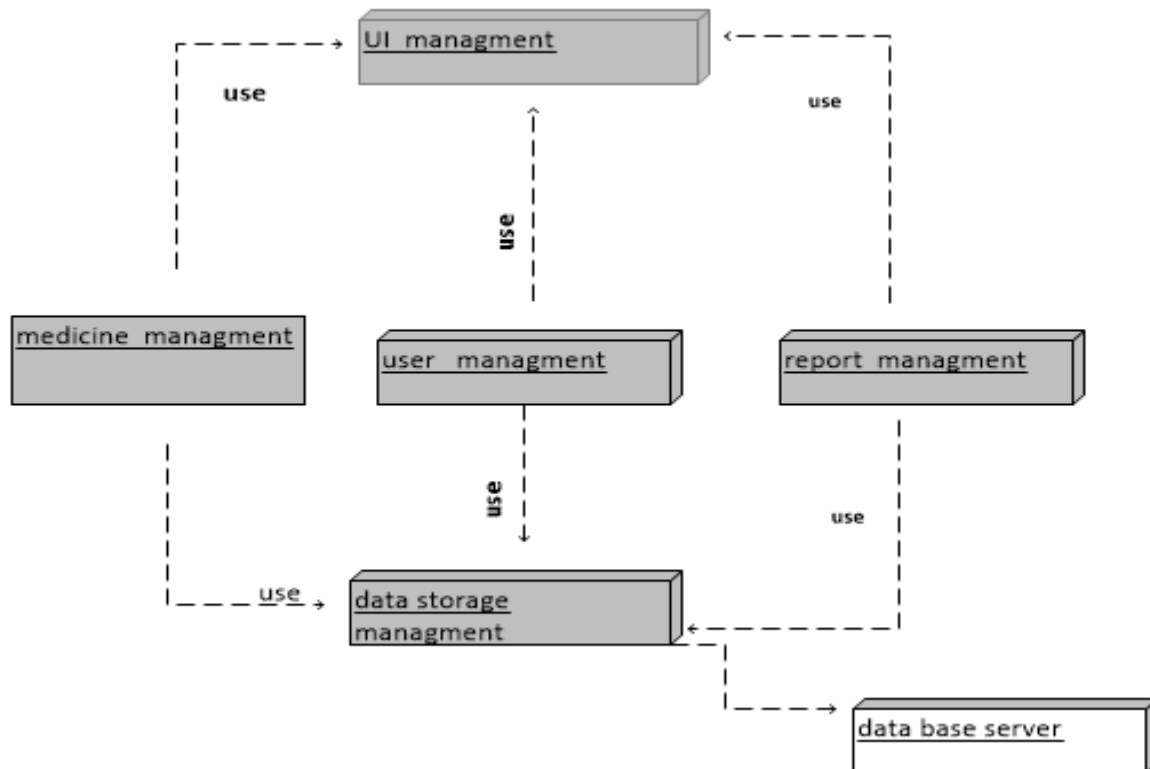 UI managment
use
use
use
medicine managment
user managment
report managment
use
use
use
data storage
managment
data base server